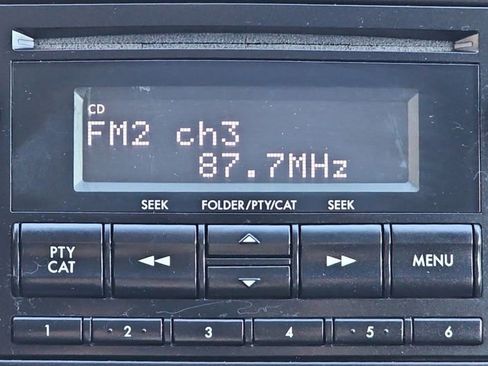 CD
FM2 ch3
87.7MHz
SEEK FOLDER/PTY/CAT SEEK
PTY
CAT
MENU
1 2 3 4 5 6